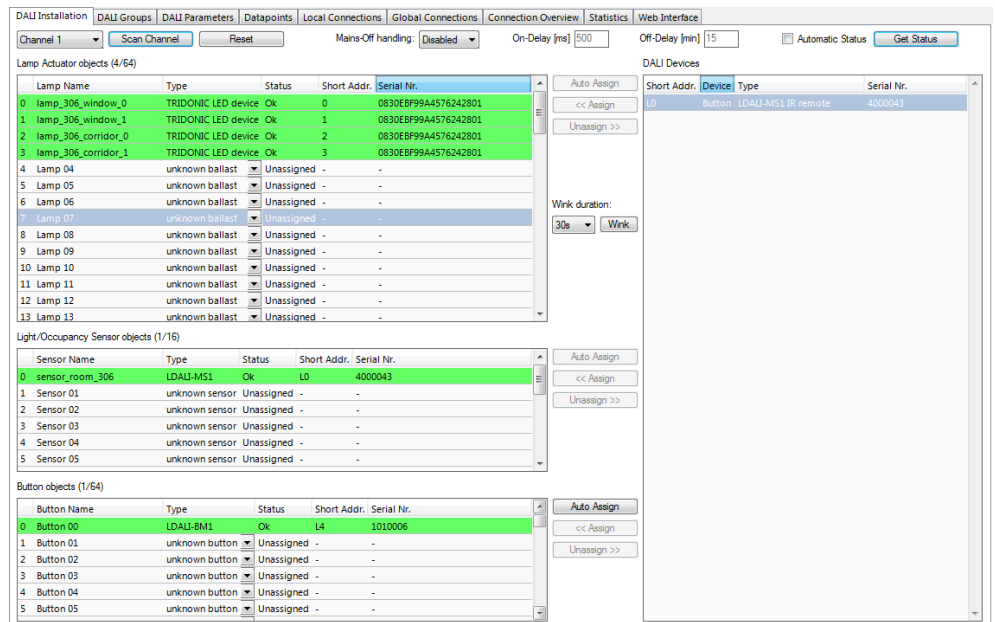 DALI Installation DALI Groups DALI Parameters Datapoints Local Connections Global Connections Connection Overview Statistics Web Interface
Channel 1 Scan Channel Reset Mains-Off handling: Disabled On-Delay [ms] 500 Off-Delay [min] 15 Automatic Status Get Status
Lamp Actuator objects (4/64) DALI Devices
Lamp Name Type Status Short Addr. Serial Nr. Auto Assign Short Addr. Device Type Serial Nr.
0 lamp_306_window_0 TRIDONIC LED device Ok 0 0830EBF99A4576242801 << Assign L0 Button LDALI-MS1 IR remote 4000043
1 lamp_306_window_1 TRIDONIC LED device Ok 1 0830EBF99A4576242801 Unassign >>
2 lamp_306_corridor_0 TRIDONIC LED device Ok 2 0830EBF99A4576242801
3 lamp_306_corridor_1 TRIDONIC LED device Ok 3 0830EBF99A4576242801
4 Lamp 04 unknown ballast Unassigned - -
5 Lamp 05 unknown ballast Unassigned - -
6 Lamp 06 unknown ballast Unassigned - - Wink duration:
7 Lamp 07 unknown ballast Unassigned - - 30s Wink
8 Lamp 08 unknown ballast Unassigned - -
9 Lamp 09 unknown ballast Unassigned - -
10 Lamp 10 unknown ballast Unassigned - -
11 Lamp 11 unknown ballast Unassigned - -
12 Lamp 12 unknown ballast Unassigned - -
13 Lamp 13 unknown ballast Unassigned - -
Light/Occupancy Sensor objects (1/16)
Sensor Name Type Status Short Addr. Serial Nr. Auto Assign
0 sensor_room_306 LDALI-MS1 Ok L0 4000043 << Assign
1 Sensor 01 unknown sensor Unassigned - - Unassign >>
2 Sensor 02 unknown sensor Unassigned - -
3 Sensor 03 unknown sensor Unassigned - -
4 Sensor 04 unknown sensor Unassigned - -
5 Sensor 05 unknown sensor Unassigned - -
Button objects (1/64)
Button Name Type Status Short Addr. Serial Nr. Auto Assign
0 Button 00 LDALI-BM1 Ok L4 1010006 << Assign
1 Button 01 unknown button Unassigned - - Unassign >>
2 Button 02 unknown button Unassigned - -
3 Button 03 unknown button Unassigned - -
4 Button 04 unknown button Unassigned - -
5 Button 05 unknown button Unassigned - -